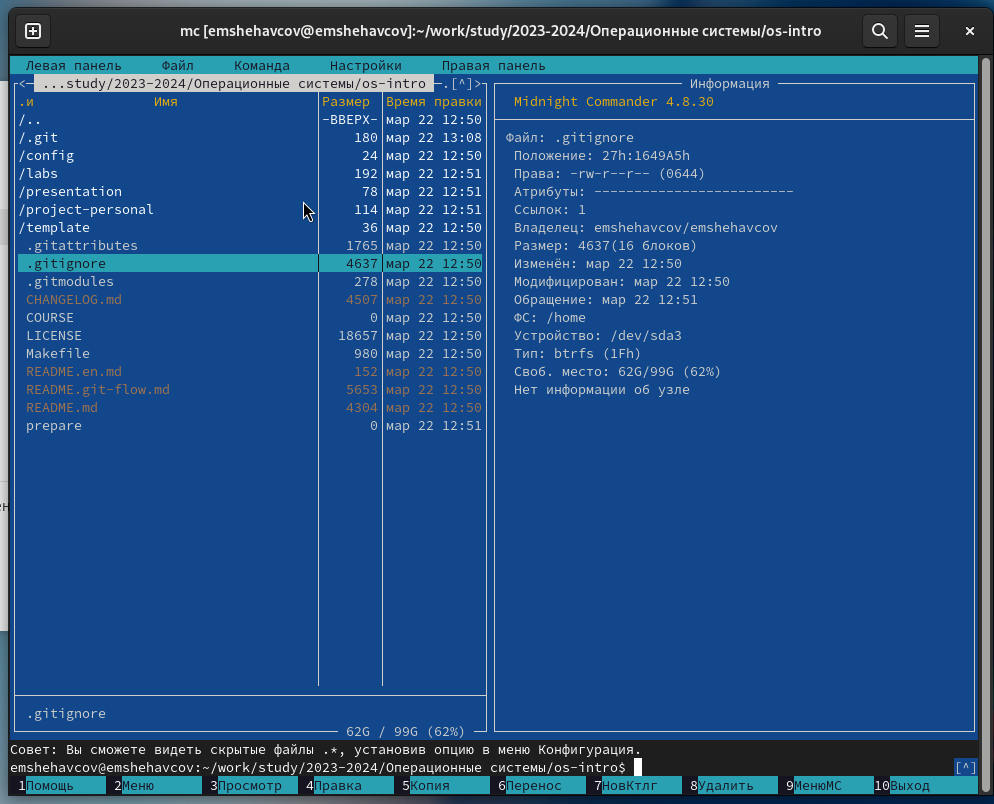 mc [emshehavcov@emshehavcov]:~/work/study/2023-2024/Операционные системы/os-intro
Левая панель Файл Команда Настройки Правая панель
<─ ...study/2023-2024/Операционные системы/os-intro ─.[^]>
.и Имя Размер Время правки
/.. -ВВЕРХ- мар 22 12:50
/.git 180 мар 22 13:08
/config 24 мар 22 12:50
/labs 192 мар 22 12:51
/presentation 78 мар 22 12:51
/project-personal 114 мар 22 12:51
/template 36 мар 22 12:50
.gitattributes 1765 мар 22 12:50
.gitignore 4637 мар 22 12:50
.gitmodules 278 мар 22 12:50
CHANGELOG.md 4507 мар 22 12:50
COURSE 0 мар 22 12:50
LICENSE 18657 мар 22 12:50
Makefile 980 мар 22 12:50
README.en.md 152 мар 22 12:50
README.git-flow.md 5653 мар 22 12:50
README.md 4304 мар 22 12:50
prepare 0 мар 22 12:51
.gitignore
62G / 99G (62%)
Информация
Midnight Commander 4.8.30
Файл: .gitignore
Положение: 27h:1649A5h
Права: -rw-r--r-- (0644)
Атрибуты: -------------------------
Ссылок: 1
Владелец: emshehavcov/emshehavcov
Размер: 4637(16 блоков)
Изменён: мар 22 12:50
Модифицирован: мар 22 12:50
Обращение: мар 22 12:51
ФС: /home
Устройство: /dev/sda3
Тип: btrfs (1Fh)
Своб. место: 62G/99G (62%)
Нет информации об узле
Совет: Вы сможете видеть скрытые файлы .*, установив опцию в меню Конфигурация.
emshehavcov@emshehavcov:~/work/study/2023-2024/Операционные системы/os-intro$ [^]
1Помощь 2Меню 3Просмотр 4Правка 5Копия 6Перенос 7НовКтлг 8Удалить 9МенюМС 10Выход